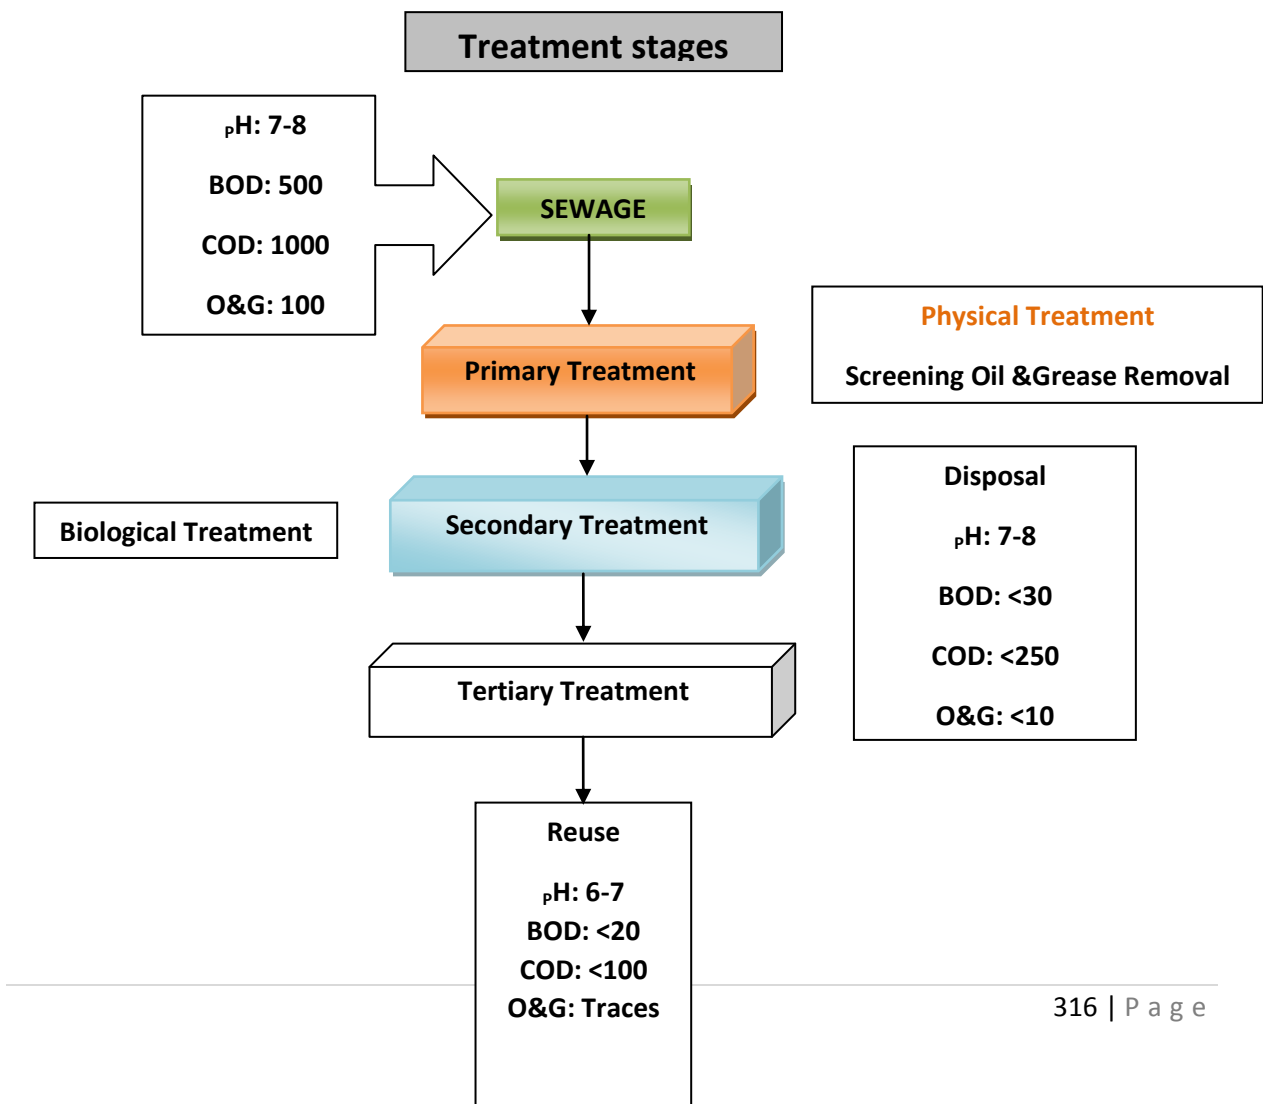 Treatment stages
pH: 7-8
BOD: 500
COD: 1000
O&G: 100
SEWAGE
Primary Treatment
Physical Treatment
Screening Oil &Grease Removal
Biological Treatment
Secondary Treatment
Disposal
pH: 7-8
BOD: <30
COD: <250
O&G: <10
Tertiary Treatment
Reuse
pH: 6-7
BOD: <20
COD: <100
O&G: Traces
316 | Page